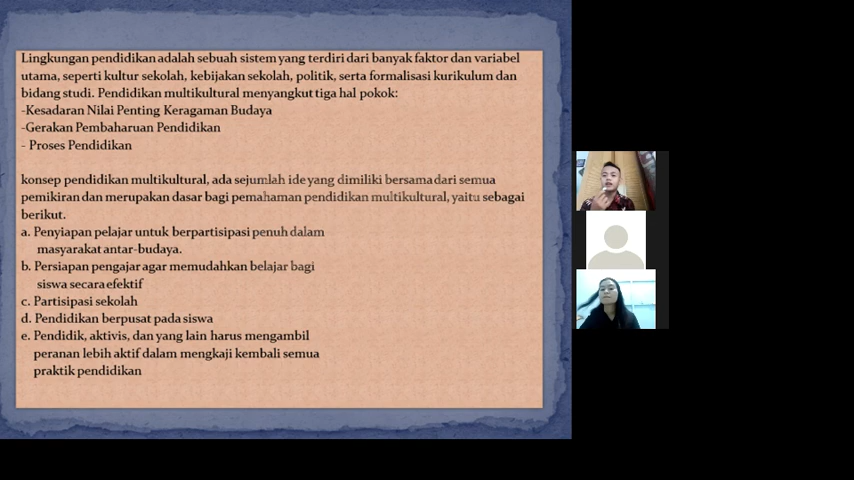 Lingkungan pendidikan adalah sebuah sistem yang terdiri dari banyak faktor dan variabel
utama, seperti kultur sekolah, kebijakan sekolah, politik, serta formalisasi kurikulum dan
bidang studi. Pendidikan multikultural menyangkut tiga hal pokok:
-Kesadaran Nilai Penting Keragaman Budaya
-Gerakan Pembaharuan Pendidikan
- Proses Pendidikan
konsep pendidikan multikultural, ada sejumlah ide yang dimiliki bersama dari semua
pemikiran dan merupakan dasar bagi pemahaman pendidikan multikultural, yaitu sebagai
berikut.
a. Penyiapan pelajar untuk berpartisipasi penuh dalam
masyarakat antar-budaya.
b. Persiapan pengajar agar memudahkan belajar bagi
siswa secara efektif
c. Partisipasi sekolah
d. Pendidikan berpusat pada siswa
e. Pendidik, aktivis, dan yang lain harus mengambil
peranan lebih aktif dalam mengkaji kembali semua
praktik pendidikan